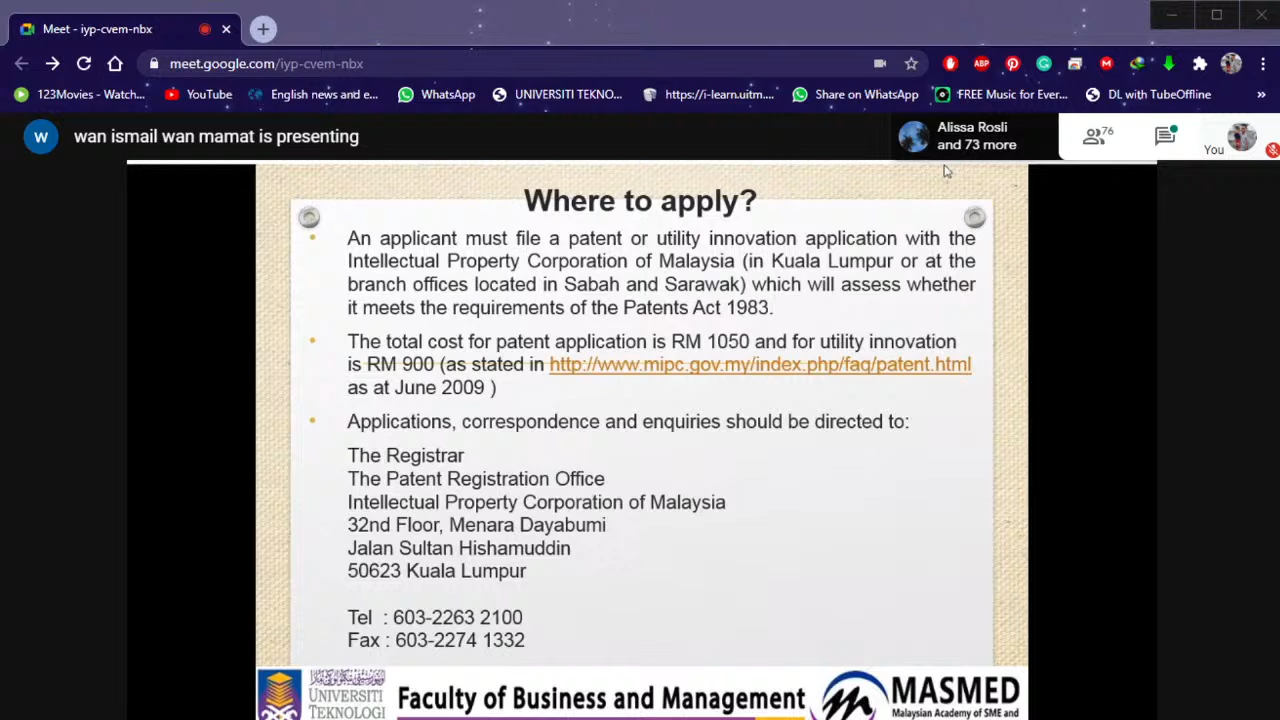 Meet - iyp-cvem-nbx
meet.google.com/iyp-cvem-nbx
123Movies - Watch...
YouTube
English news and e...
WhatsApp
UNIVERSITI TEKNO...
https://i-learn.uitm....
Share on WhatsApp
FREE Music for Ever...
DL with TubeOffline
ABP
W
wan ismail wan mamat is presenting
Alissa Rosli
and 73 more
76
You
Where to apply?
• An applicant must file a patent or utility innovation application with the
Intellectual Property Corporation of Malaysia (in Kuala Lumpur or at the
branch offices located in Sabah and Sarawak) which will assess whether
it meets the requirements of the Patents Act 1983.
• The total cost for patent application is RM 1050 and for utility innovation
is RM 900 (as stated in http://www.mipc.gov.my/index.php/faq/patent.html
as at June 2009 )
• Applications, correspondence and enquiries should be directed to:
The Registrar
The Patent Registration Office
Intellectual Property Corporation of Malaysia
32nd Floor, Menara Dayabumi
Jalan Sultan Hishamuddin
50623 Kuala Lumpur
Tel : 603-2263 2100
Fax : 603-2274 1332
UNIVERSITI
TEKNOLOGI
Faculty of Business and Management
MASMED
Malaysian Academy of SME and